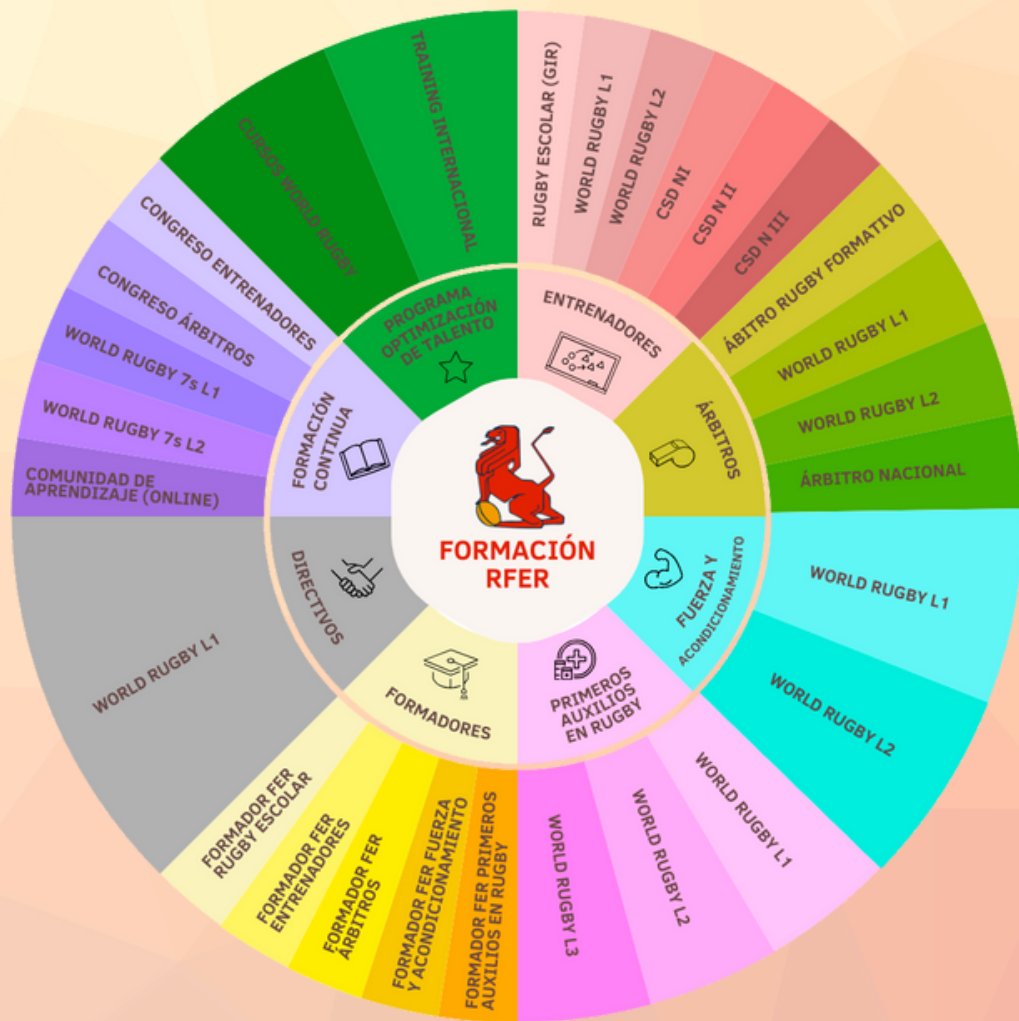 FORMACIÓN
RFER
ENTRENADORES
RUGBY ESCOLAR (GIR)
WORLD RUGBY L1
WORLD RUGBY L2
CSD NI
CSD N II
CSD N III
ÁRBITROS
ÁBITRO RUGBY FORMATIVO
WORLD RUGBY L1
WORLD RUGBY L2
ÁRBITRO NACIONAL
FUERZA Y
ACONDICIONAMIENTO
WORLD RUGBY L1
WORLD RUGBY L2
PRIMEROS
AUXILIOS
EN RUGBY
WORLD RUGBY L1
WORLD RUGBY L2
WORLD RUGBY L3
FORMADORES
FORMADOR FER PRIMEROS
AUXILIOS EN RUGBY
FORMADOR FER FUERZA
Y ACONDICIONAMIENTO
FORMADOR FER
ÁRBITROS
FORMADOR FER
ENTRENADORES
FORMADOR FER
RUGBY ESCOLAR
DIRECTIVOS
WORLD RUGBY L1
FORMACIÓN
CONTINUA
COMUNIDAD DE
APRENDIZAJE (ONLINE)
WORLD RUGBY 7s L2
WORLD RUGBY 7s L1
CONGRESO ÁRBITROS
CONGRESO ENTRENADORES
PROGRAMA
OPTIMIZACIÓN
DE TALENTO
CURSOS WORLD RUGBY
TRAINING INTERNACIONAL